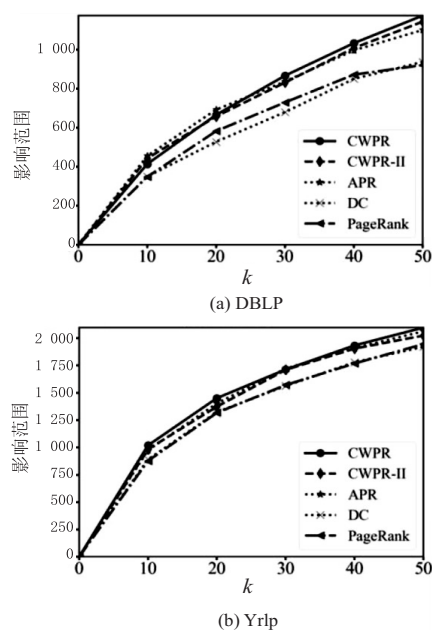 1 000
800
600
400
200
0
影响范围
CWPR
CWPR-II
APR
DC
PageRank
0 10 20 30 40 50
k
(a) DBLP
2 000
1 750
1 500
1 250
1 000
750
500
250
0
影响范围
CWPR
CWPR-II
APR
DC
PageRank
0 10 20 30 40 50
k
(b) Yrlp